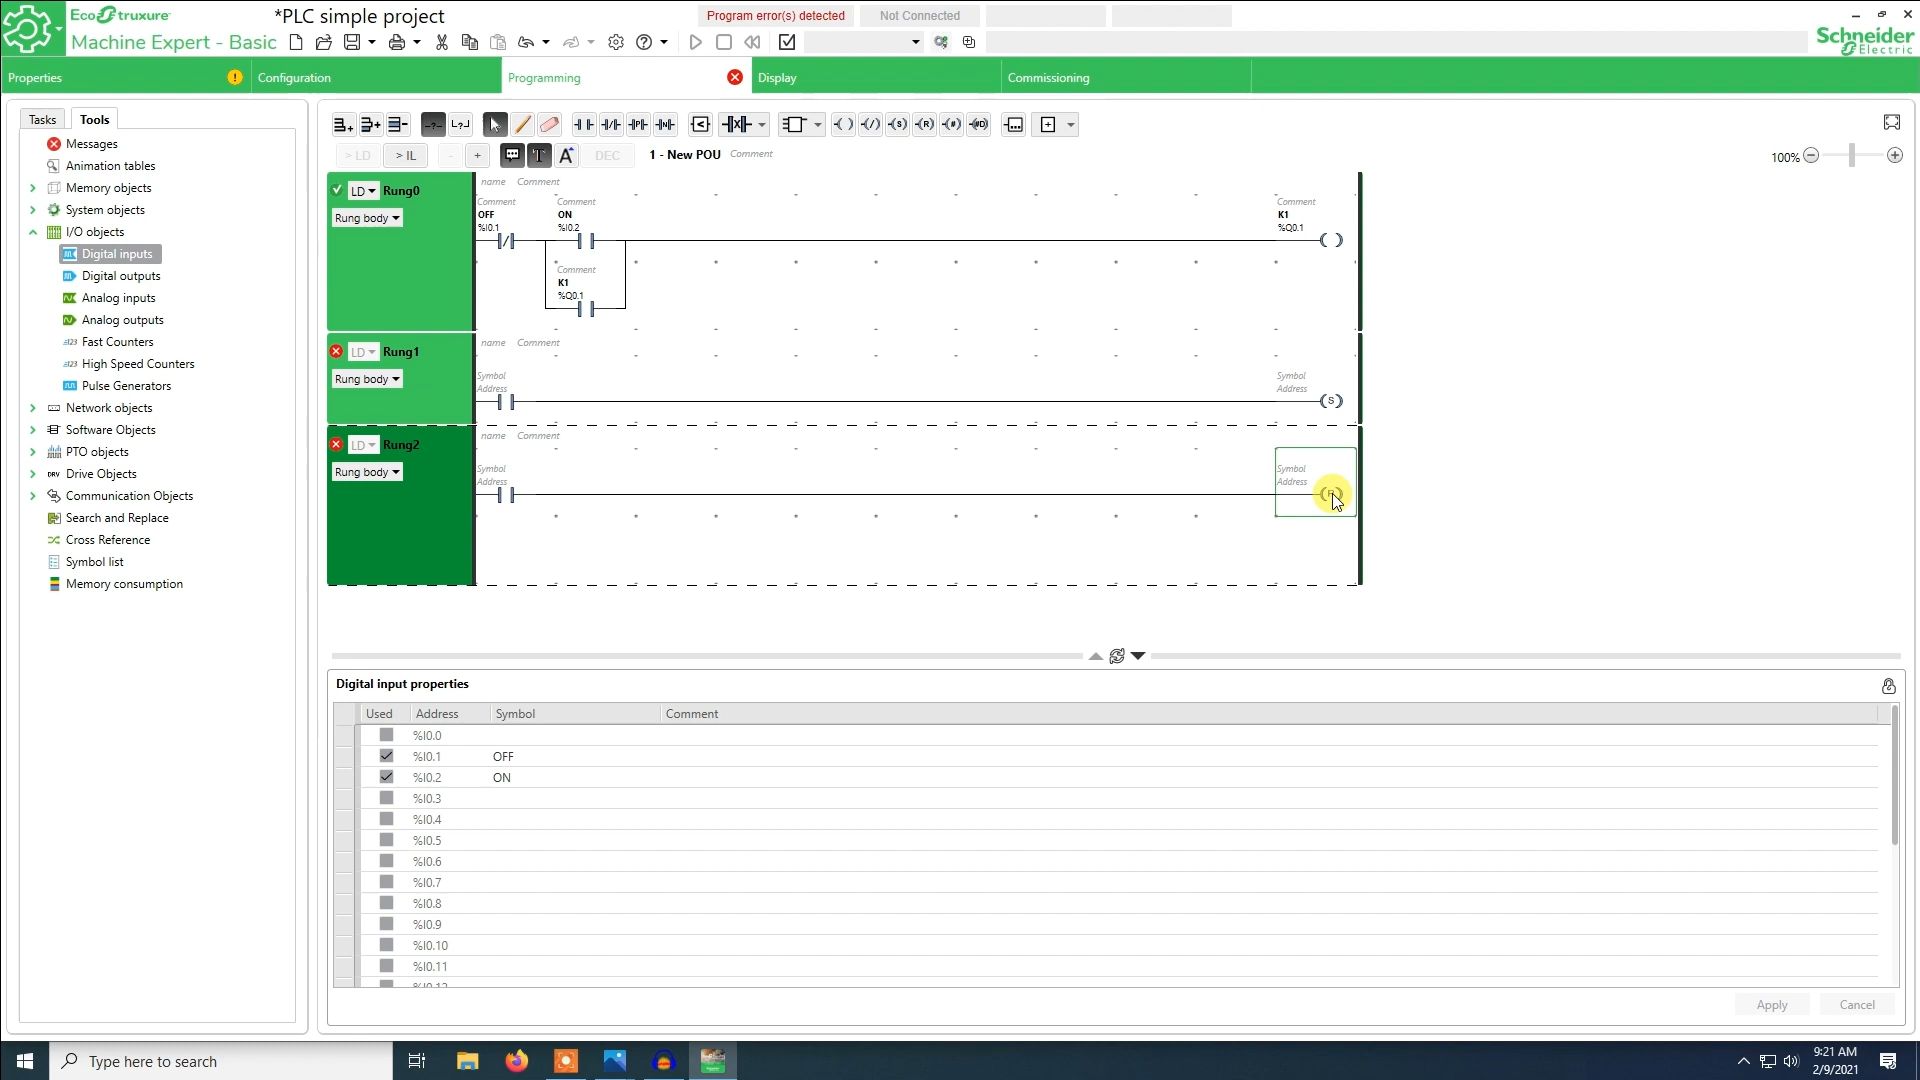 EcoStruxure
*PLC simple project
Program error(s) detected
Not Connected
Machine Expert - Basic
Schneider
Electric
Properties
Configuration
Programming
Display
Commissioning
Tasks
Tools
Messages
Animation tables
Memory objects
System objects
I/O objects
Digital inputs
Digital outputs
Analog inputs
Analog outputs
Fast Counters
High Speed Counters
Pulse Generators
Network objects
Software Objects
PTO objects
Drive Objects
Communication Objects
Search and Replace
Cross Reference
Symbol list
Memory consumption
> LD
> IL
DEC
1 - New POU
Comment
100%
LD
Rung0
Rung body
name Comment
Comment
OFF
%I0.1
Comment
ON
%I0.2
Comment
K1
%Q0.1
Comment
K1
%Q0.1
LD
Rung1
Rung body
name Comment
Symbol
Address
Symbol
Address
S
LD
Rung2
Rung body
name Comment
Symbol
Address
Symbol
Address
R
Digital input properties
Used Address Symbol Comment
%I0.0
%I0.1 OFF
%I0.2 ON
%I0.3
%I0.4
%I0.5
%I0.6
%I0.7
%I0.8
%I0.9
%I0.10
%I0.11
%I0.12
Apply
Cancel
Type here to search
9:21 AM
2/9/2021